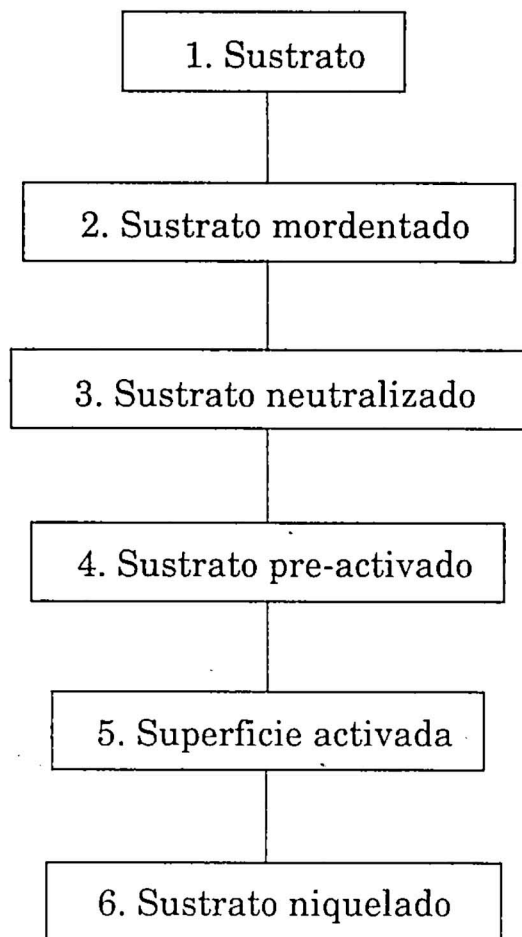 1. Sustrato
2. Sustrato mordentado
3. Sustrato neutralizado
4. Sustrato pre-activado
5. Superficie activada
6. Sustrato niquelado